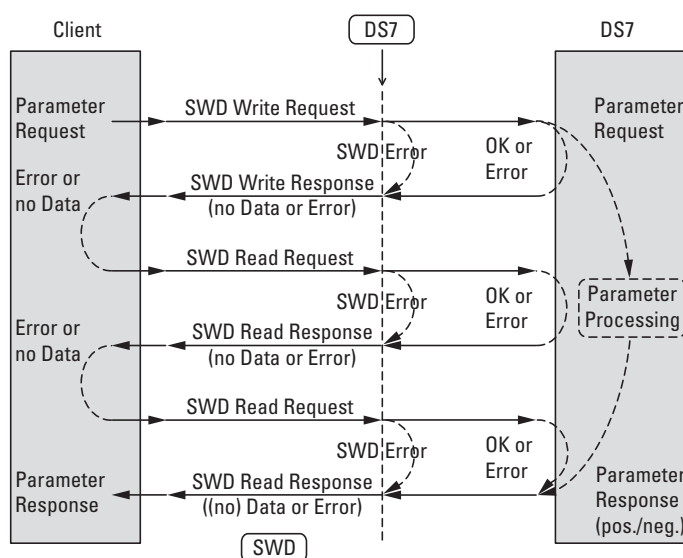 Client
DS7
DS7
Parameter
Request
SWD Write Request
Parameter
Request
SWD Error
OK or
Error
Error or
no Data
SWD Write Response
(no Data or Error)
SWD Read Request
SWD Error
OK or
Error
Parameter
Processing
Error or
no Data
SWD Read Response
(no Data or Error)
SWD Read Request
SWD Error
OK or
Error
Parameter
Response
SWD Read Response
((no) Data or Error)
Parameter
Response
(pos./neg.)
SWD